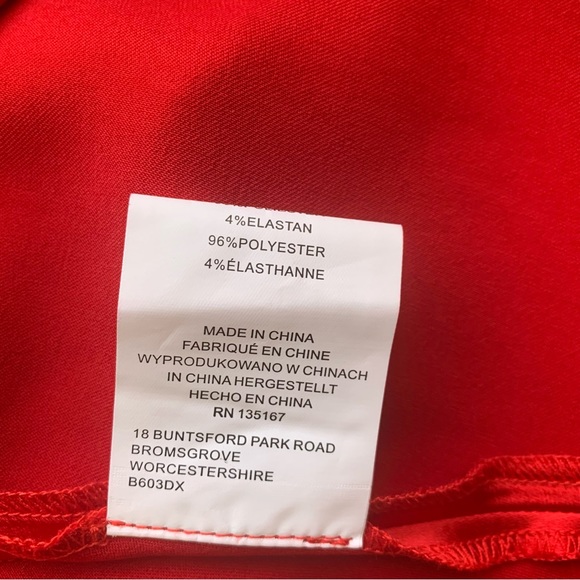 4%ELASTAN
96%POLYESTER
4%ÉLASTHANNE
MADE IN CHINA
FABRIQUÉ EN CHINE
WYPRODUKOWANO W CHINACH
IN CHINA HERGESTELLT
HECHO EN CHINA
RN 135167
18 BUNTSFORD PARK ROAD
BROMSGROVE
WORCESTERSHIRE
B603DX